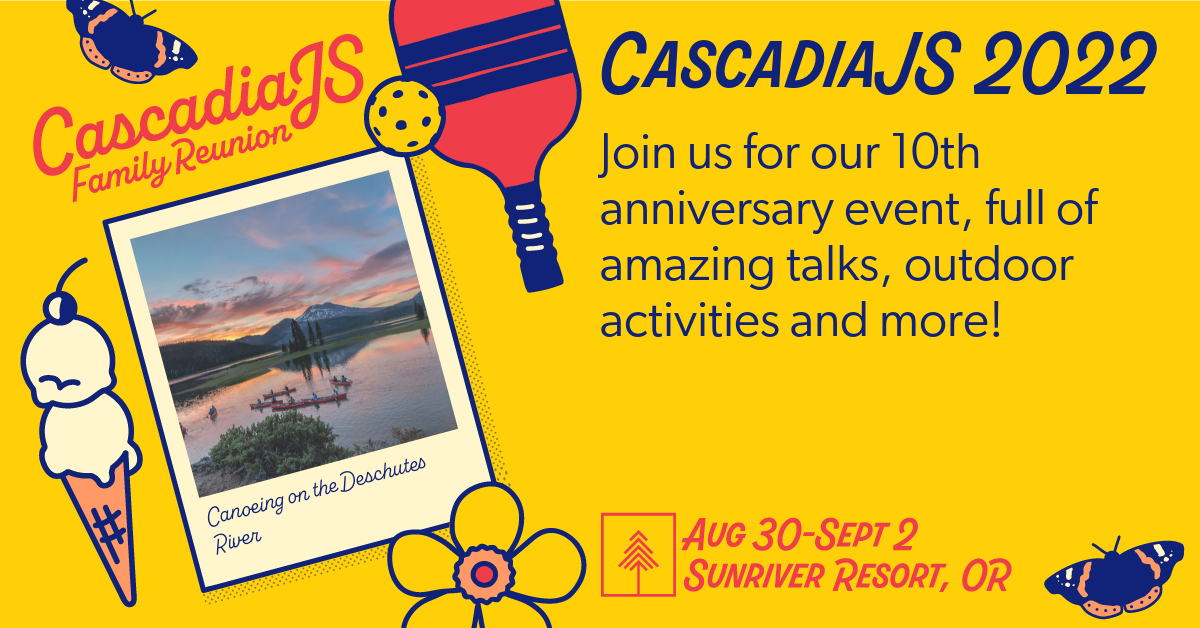 CascadiaJS
Family Reunion
Canoeing on the Deschutes
River
CASCADIAJS 2022
Join us for our 10th
anniversary event, full of
amazing talks, outdoor
activities and more!
AUG 30-SEPT 2
SUNRIVER RESORT, OR